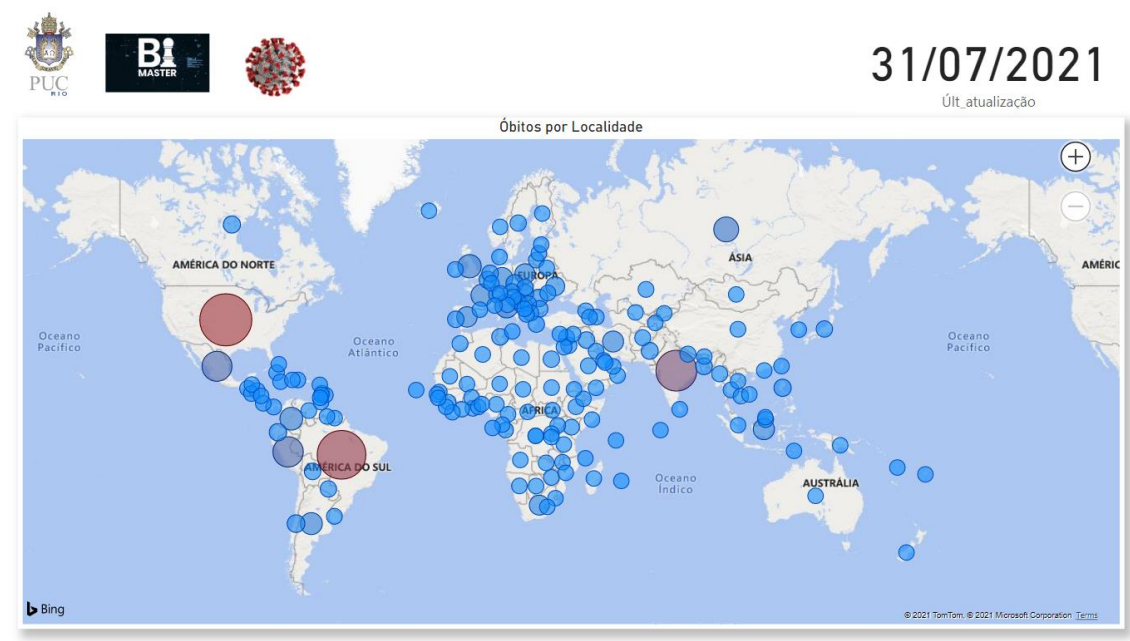 PUC
RIO
BI
MASTER
31/07/2021
Últ_atualização
Óbitos por Localidade
AMÉRICA DO NORTE
EUROPA
ÁSIA
AMÉRIC
Oceano
Pacífico
Oceano
Atlântico
Oceano
Pacífico
ÁFRICA
AMÉRICA DO SUL
Oceano
Índico
AUSTRÁLIA
Bing
© 2021 TomTom, © 2021 Microsoft Corporation Terms